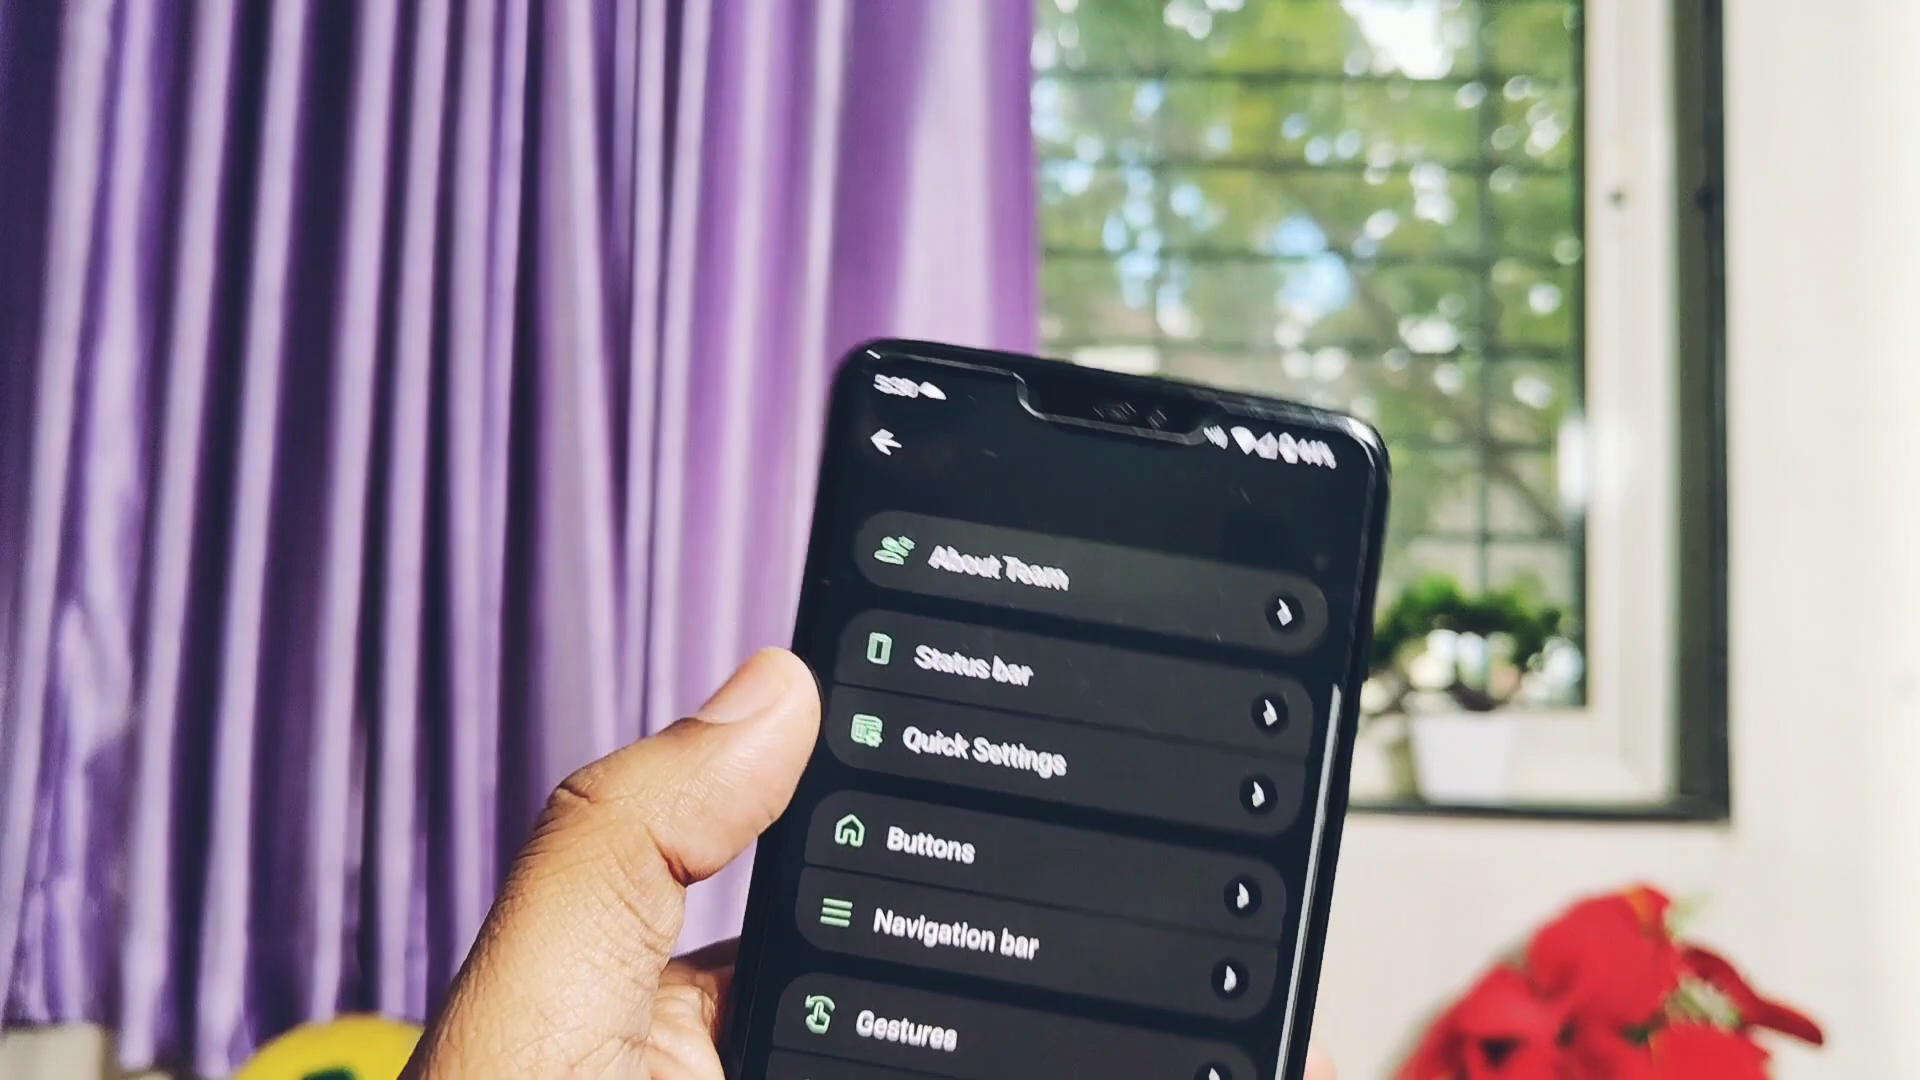 About Team
Status bar
Quick Settings
Buttons
Navigation bar
Gestures